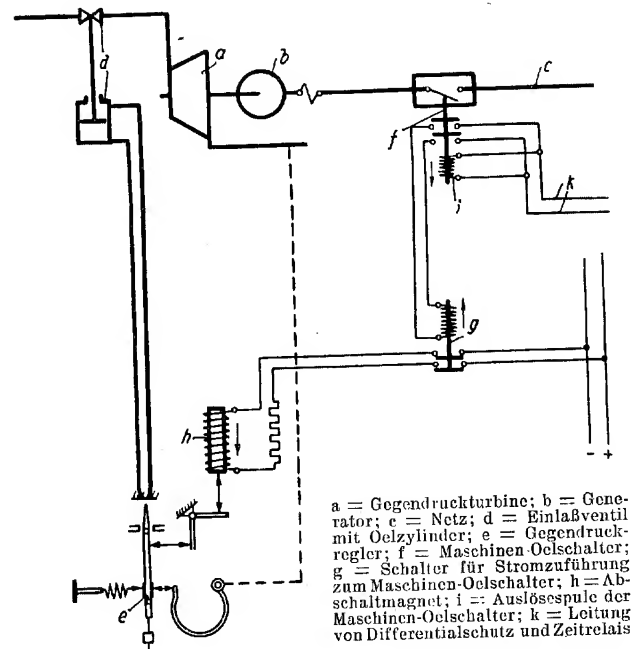 a
b
c
d
f
i
k
g
h
- +
e
a = Gegendruckturbine; b = Gene-
rator; c = Netz; d = Einlaßventil
mit Oelzylinder; e = Gegendruck-
regler; f = Maschinen-Oelschalter;
g = Schalter für Stromzuführung
zum Maschinen-Oelschalter; h = Ab-
schaltmagnet; i = Auslösespule der
Maschinen-Oelschalter; k = Leitung
von Differentialschutz und Zeitrelais